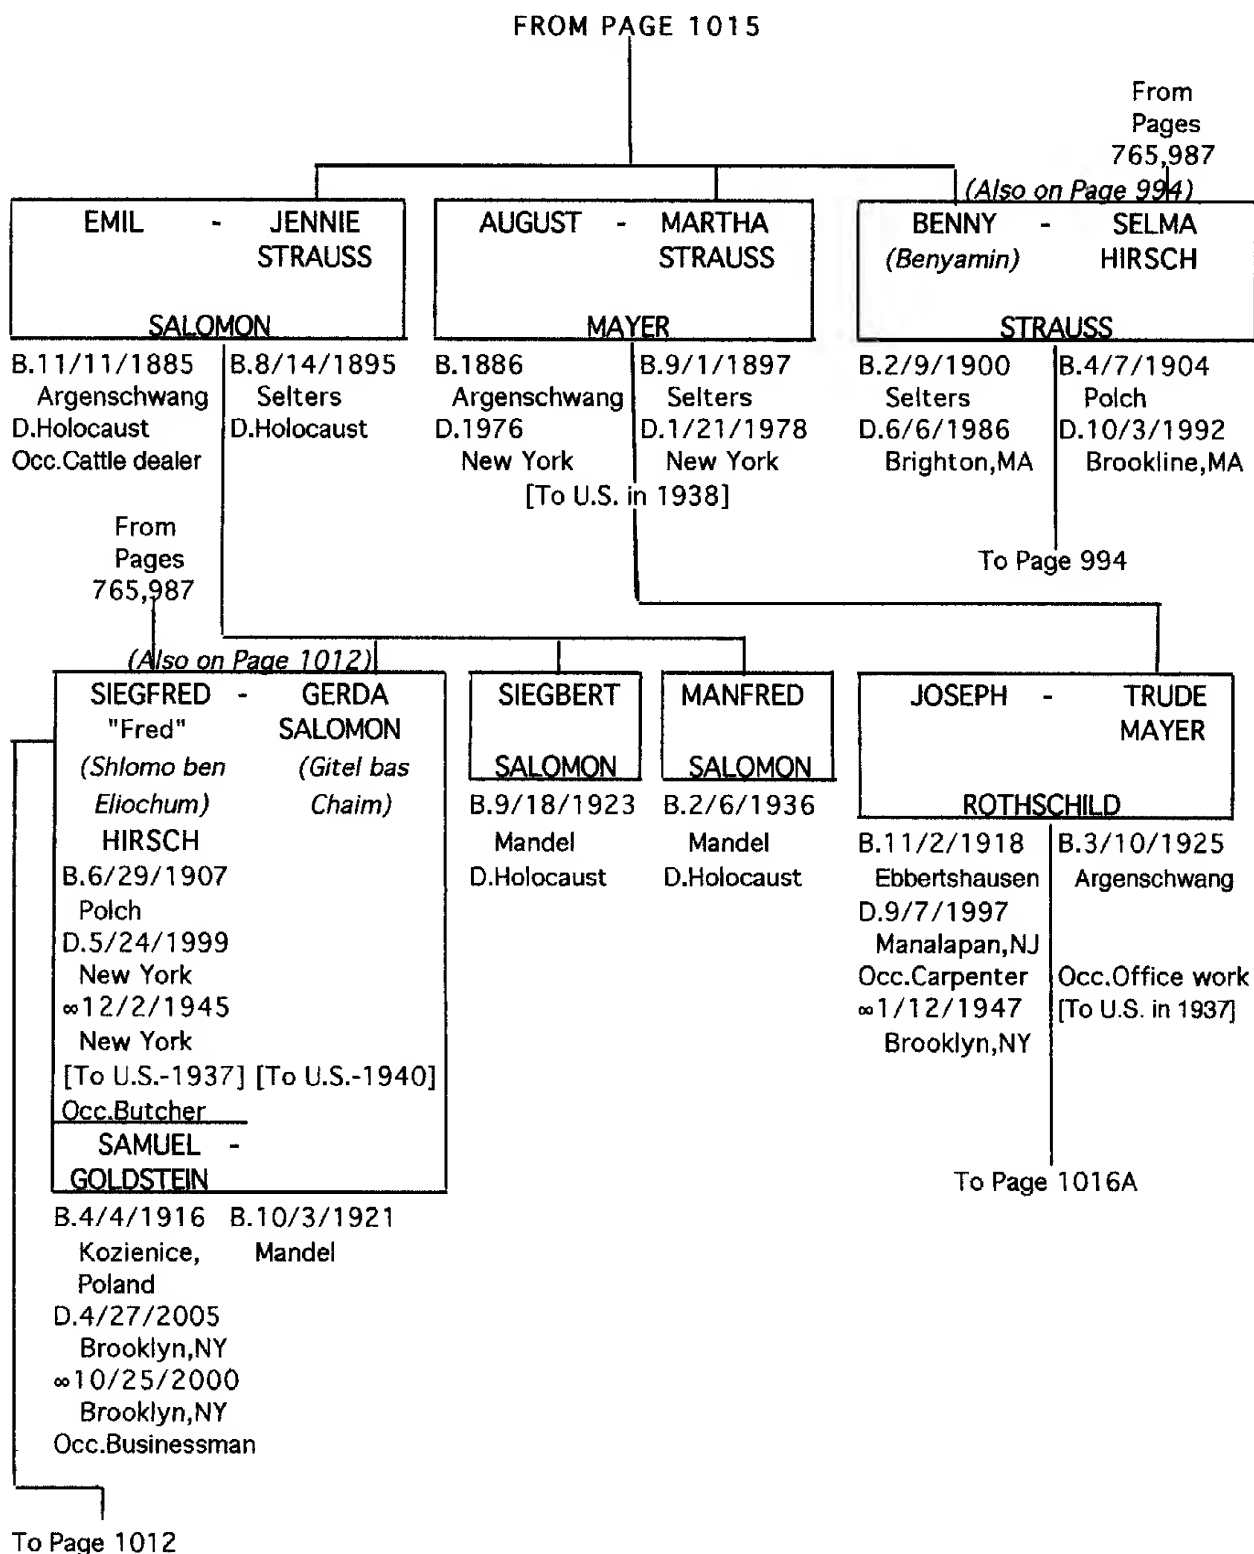 FROM PAGE 1015
From
Pages
765,987
(Also on Page 994)
EMIL - JENNIE
STRAUSS
SALOMON
B.11/11/1885 B.8/14/1895
Argenschwang Selters
D.Holocaust D.Holocaust
Occ.Cattle dealer
AUGUST - MARTHA
STRAUSS
MAYER
B.1886 B.9/1/1897
Argenschwang Selters
D.1976 D.1/21/1978
New York New York
[To U.S. in 1938]
BENNY - SELMA
(Benyamin) HIRSCH
STRAUSS
B.2/9/1900 B.4/7/1904
Selters Polch
D.6/6/1986 D.10/3/1992
Brighton,MA Brookline,MA
To Page 994
From
Pages
765,987
(Also on Page 1012)
SIEGFRED - GERDA
"Fred" SALOMON
(Shlomo ben (Gitel bas
Eliochum) Chaim)
HIRSCH
B.6/29/1907
Polch
D.5/24/1999
New York
∞12/2/1945
New York
[To U.S.-1937] [To U.S.-1940]
Occ.Butcher
SAMUEL -
GOLDSTEIN
B.4/4/1916 B.10/3/1921
Kozienice, Mandel
Poland
D.4/27/2005
Brooklyn,NY
∞10/25/2000
Brooklyn,NY
Occ.Businessman
To Page 1012
SIEGBERT
SALOMON
B.9/18/1923
Mandel
D.Holocaust
MANFRED
SALOMON
B.2/6/1936
Mandel
D.Holocaust
JOSEPH - TRUDE
MAYER
ROTHSCHILD
B.11/2/1918 B.3/10/1925
Ebbertshausen Argenschwang
D.9/7/1997
Manalapan,NJ
Occ.Carpenter Occ.Office work
∞1/12/1947 [To U.S. in 1937]
Brooklyn,NY
To Page 1016A